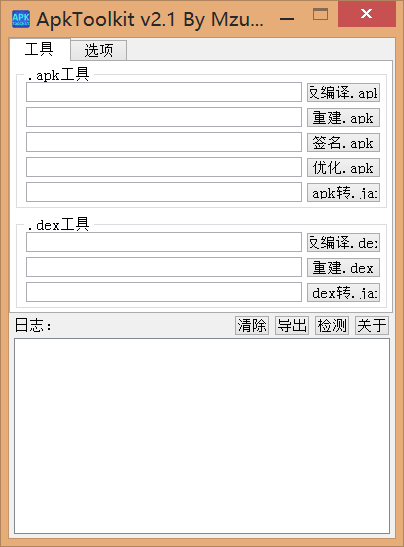 ApkToolkit v2.1 By Mzu...
工具 选项
.apk工具
反编译.apk
重建.apk
签名.apk
优化.apk
apk转.ja
.dex工具
反编译.de
重建.dex
dex转.ja
日志: 清除 导出 检测 关于